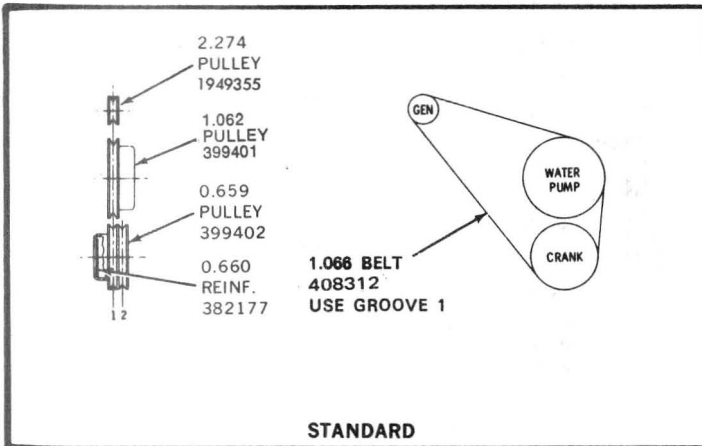 2.274
PULLEY
1949355
1.062
PULLEY
399401
0.659
PULLEY
399402
0.660
REINF.
382177
1 2
GEN
WATER
PUMP
CRANK
1.066 BELT
408312
USE GROOVE 1
STANDARD